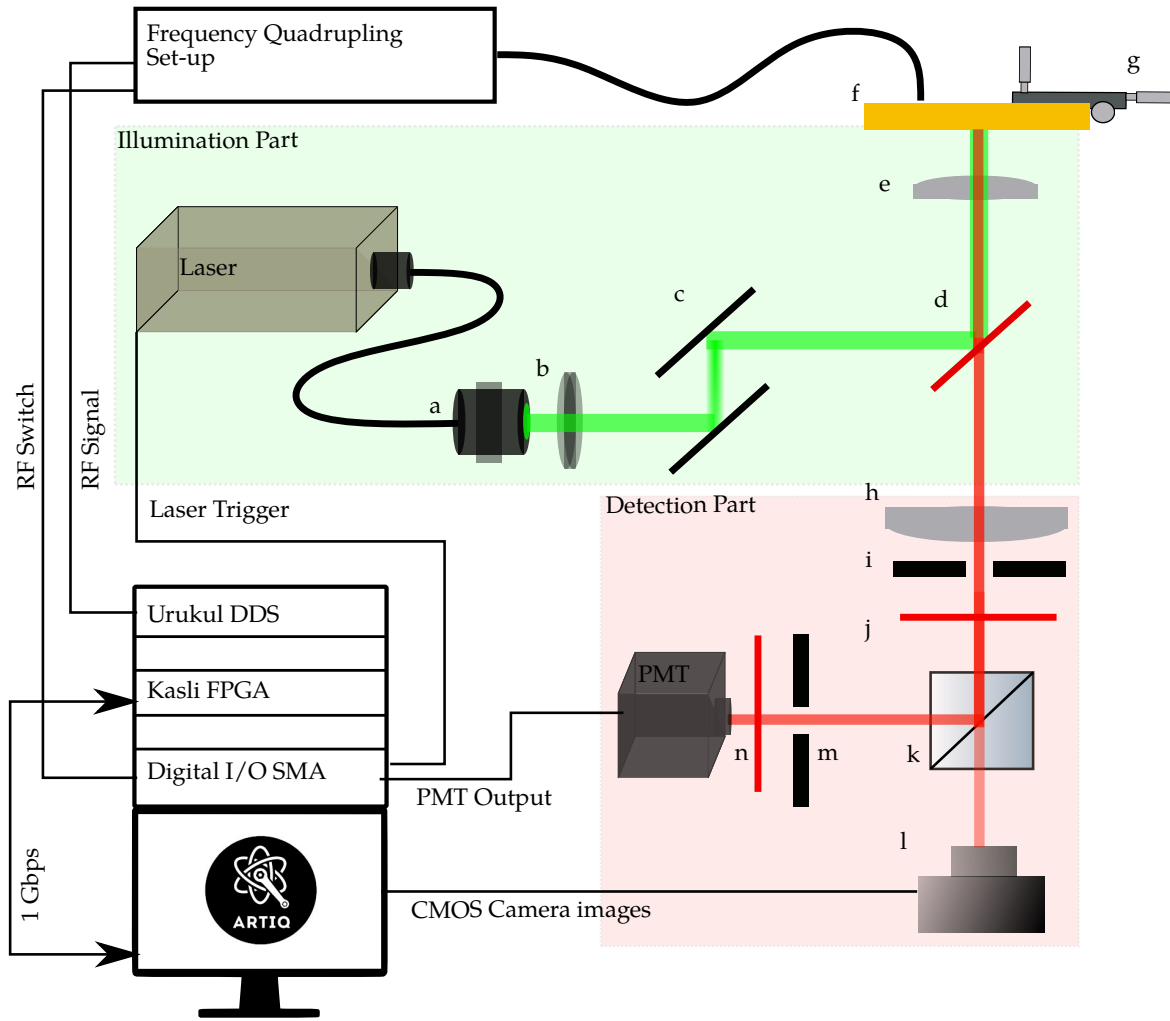 Frequency Quadrupling
Set-up
g
f
Illumination Part
e
Laser
c
d
b
a
RF Switch
RF Signal
Laser Trigger
Detection Part
h
i
j
Urukul DDS
Kasli FPGA
Digital I/O SMA
PMT
n
m
k
PMT Output
l
1 Gbps
ARTIQ
CMOS Camera images